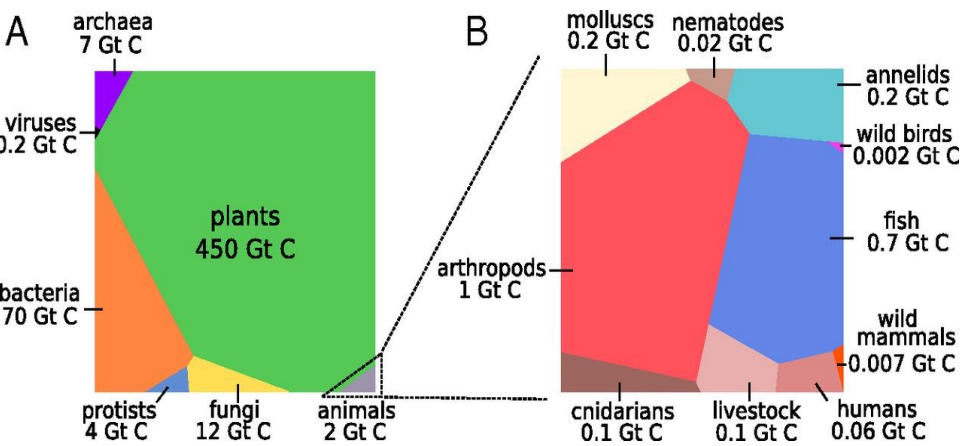 A
archaea
7 Gt C
viruses
0.2 Gt C
plants
450 Gt C
bacteria
70 Gt C
protists
4 Gt C
fungi
12 Gt C
animals
2 Gt C
B
molluscs
0.2 Gt C
nematodes
0.02 Gt C
annelids
0.2 Gt C
wild birds
0.002 Gt C
fish
0.7 Gt C
arthropods
1 Gt C
wild
mammals
0.007 Gt C
cnidarians
0.1 Gt C
livestock
0.1 Gt C
humans
0.06 Gt C